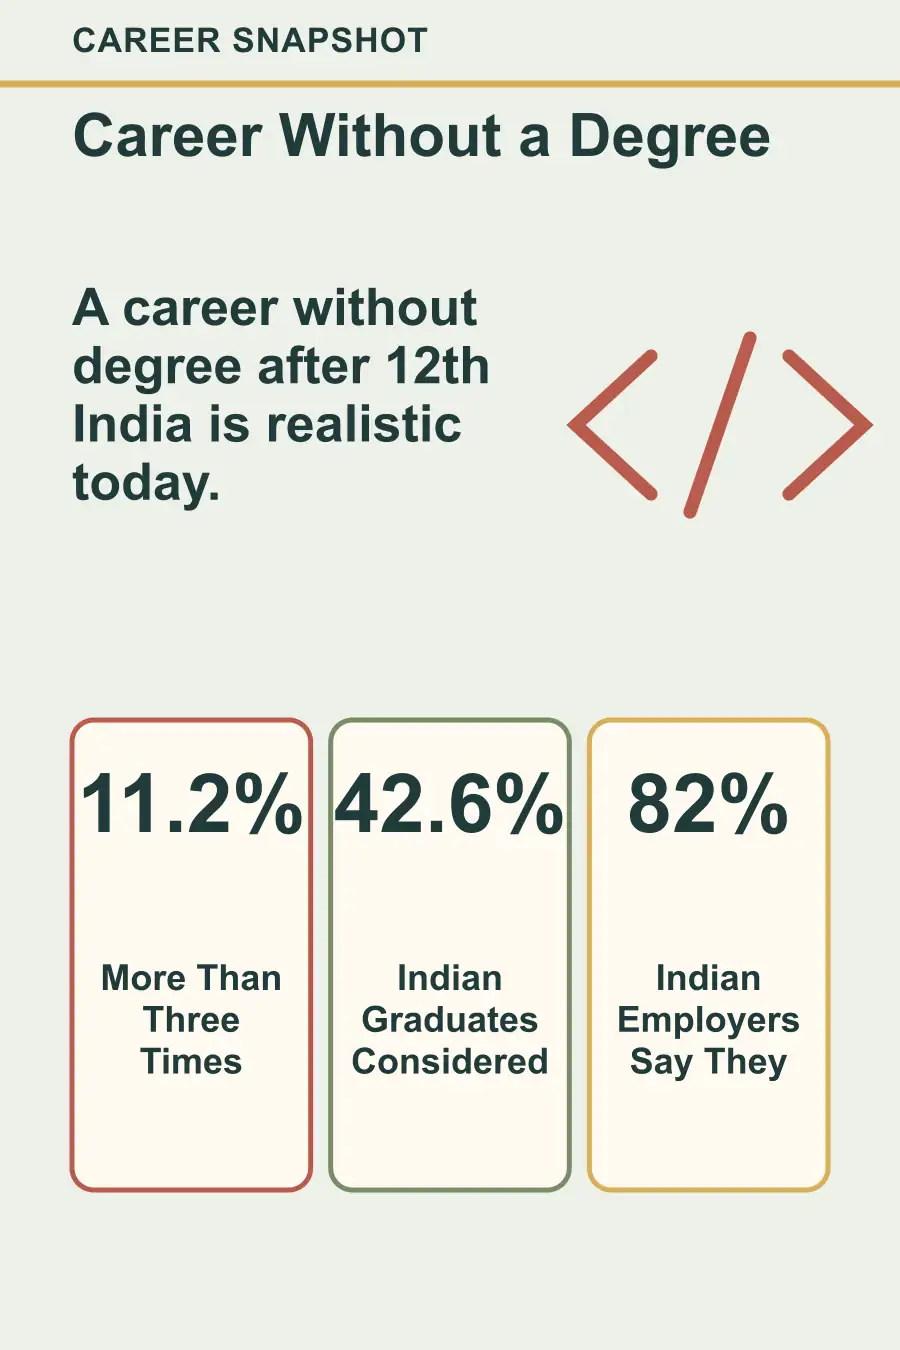 CAREER SNAPSHOT
Career Without a Degree
A career without
degree after 12th
India is realistic
today.
11.2%
More Than
Three
Times
42.6%
Indian
Graduates
Considered
82%
Indian
Employers
Say They